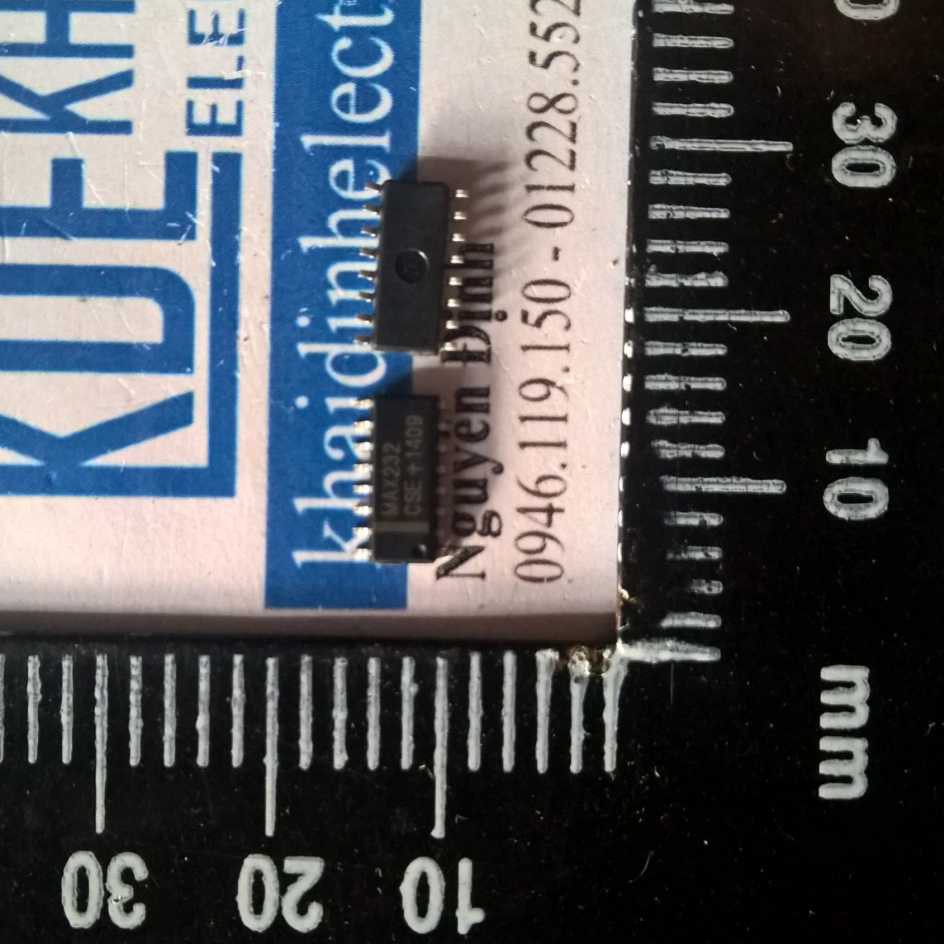 KDE
KH
ELE
khaidinhelect
MAX232
CSE +1409
Nguyen Định
0946.119.150 - 01228.552
mm 10 20 30
30 20 10